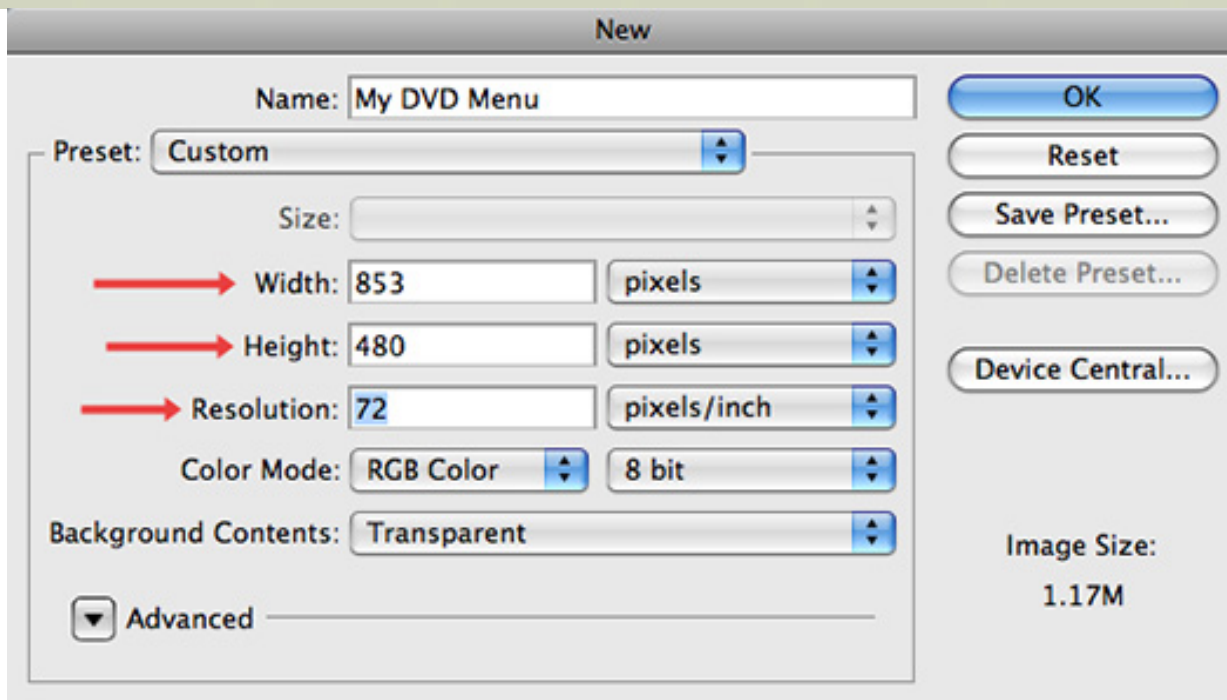 New
Name: My DVD Menu
OK
Preset: Custom
Reset
Size:
Save Preset...
Width: 853 pixels
Delete Preset...
Height: 480 pixels
Device Central...
Resolution: 72 pixels/inch
Color Mode: RGB Color 8 bit
Background Contents: Transparent
Image Size:
1.17M
Advanced